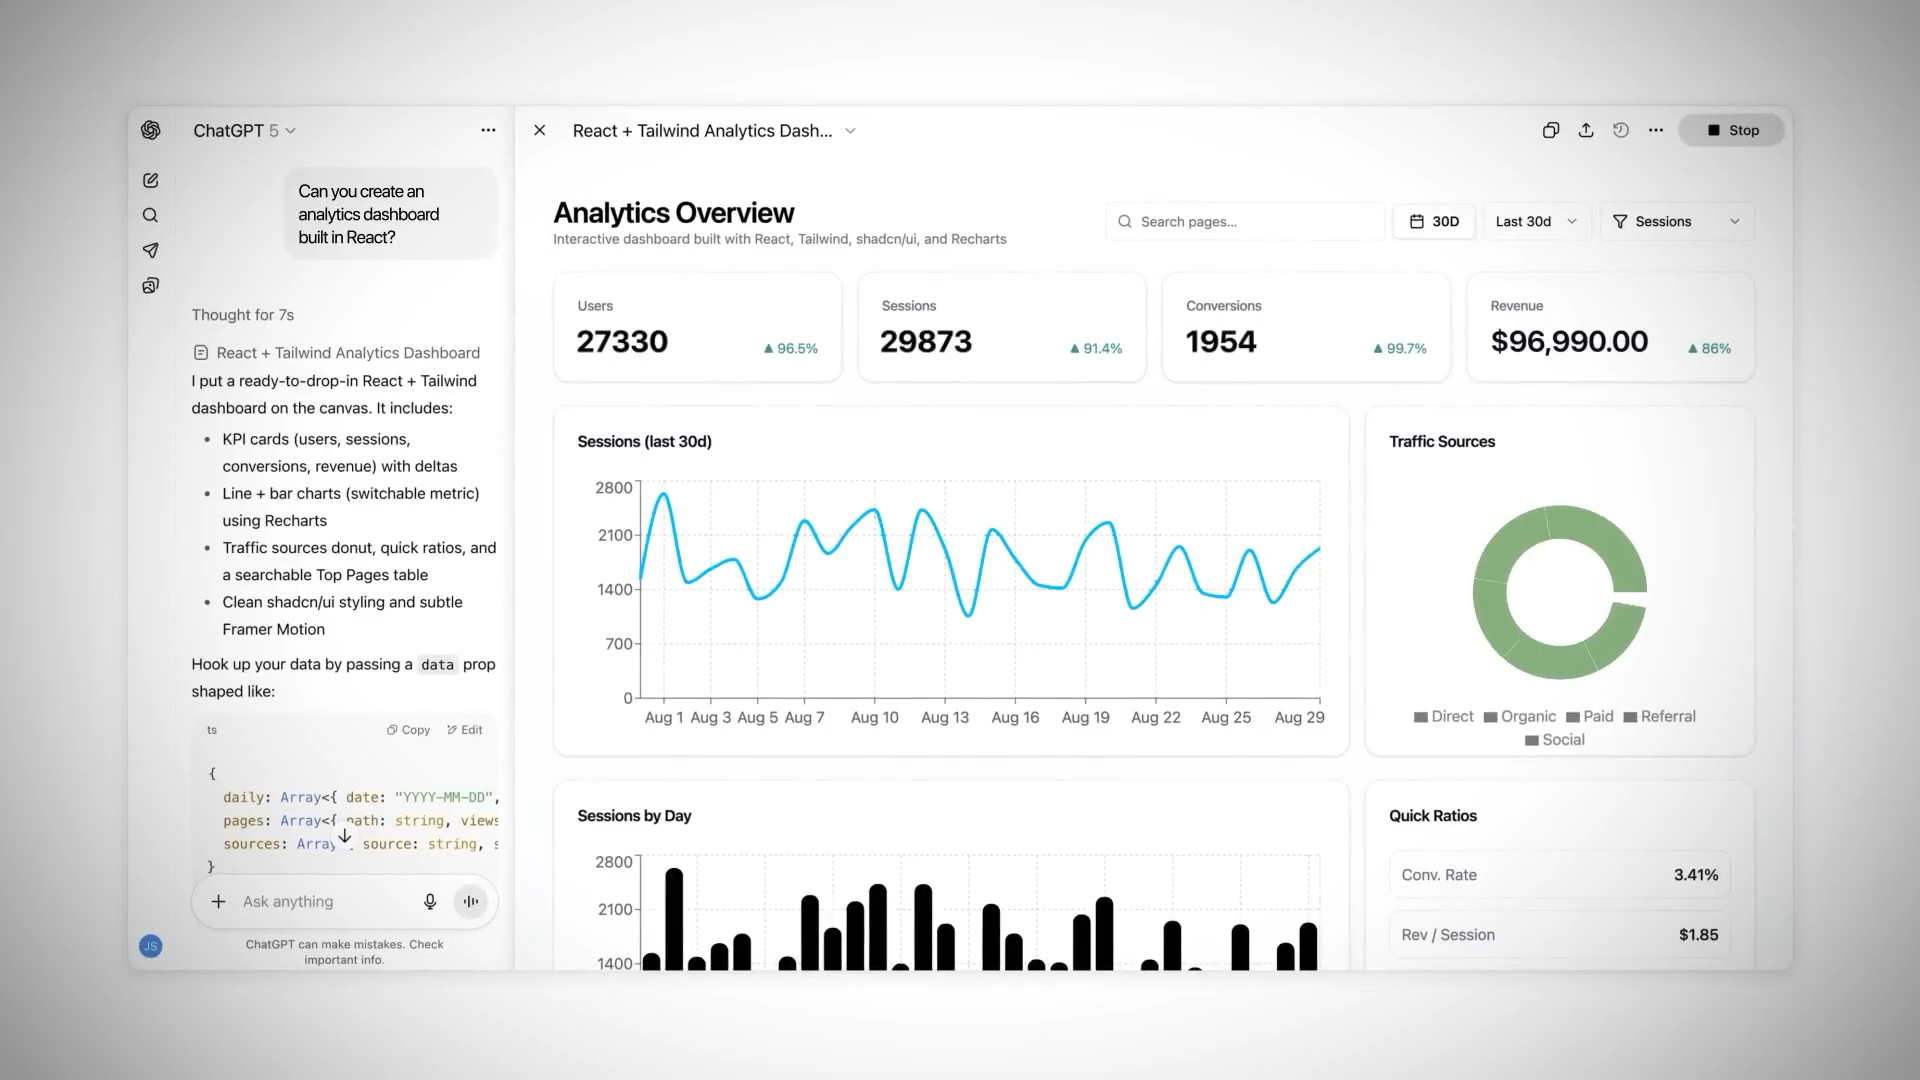 ChatGPT 5
Can you create an
analytics dashboard
built in React?
Thought for 7s
React + Tailwind Analytics Dashboard
I put a ready-to-drop-in React + Tailwind
dashboard on the canvas. It includes:
• KPI cards (users, sessions,
conversions, revenue) with deltas
• Line + bar charts (switchable metric)
using Recharts
• Traffic sources donut, quick ratios, and
a searchable Top Pages table
• Clean shadcn/ui styling and subtle
Framer Motion
Hook up your data by passing a data prop
shaped like:
ts
Copy
Edit
{
daily: Array<{ date: "YYYY-MM-DD",
pages: Array<{ path: string, views
sources: Array source: string, s
}
Ask anything
ChatGPT can make mistakes. Check
important info.
JS
React + Tailwind Analytics Dash...
Stop
Analytics Overview
Interactive dashboard built with React, Tailwind, shadcn/ui, and Recharts
Search pages...
30D
Last 30d
Sessions
Users
27330
▲ 96.5%
Sessions
29873
▲ 91.4%
Conversions
1954
▲ 99.7%
Revenue
$96,990.00
▲ 86%
Sessions (last 30d)
2800
2100
1400
700
0
Aug 1 Aug 3 Aug 5 Aug 7 Aug 10 Aug 13 Aug 16 Aug 19 Aug 22 Aug 25 Aug 29
Traffic Sources
Direct Organic Paid Referral
Social
Sessions by Day
2800
2100
1400
Quick Ratios
Conv. Rate 3.41%
Rev / Session $1.85